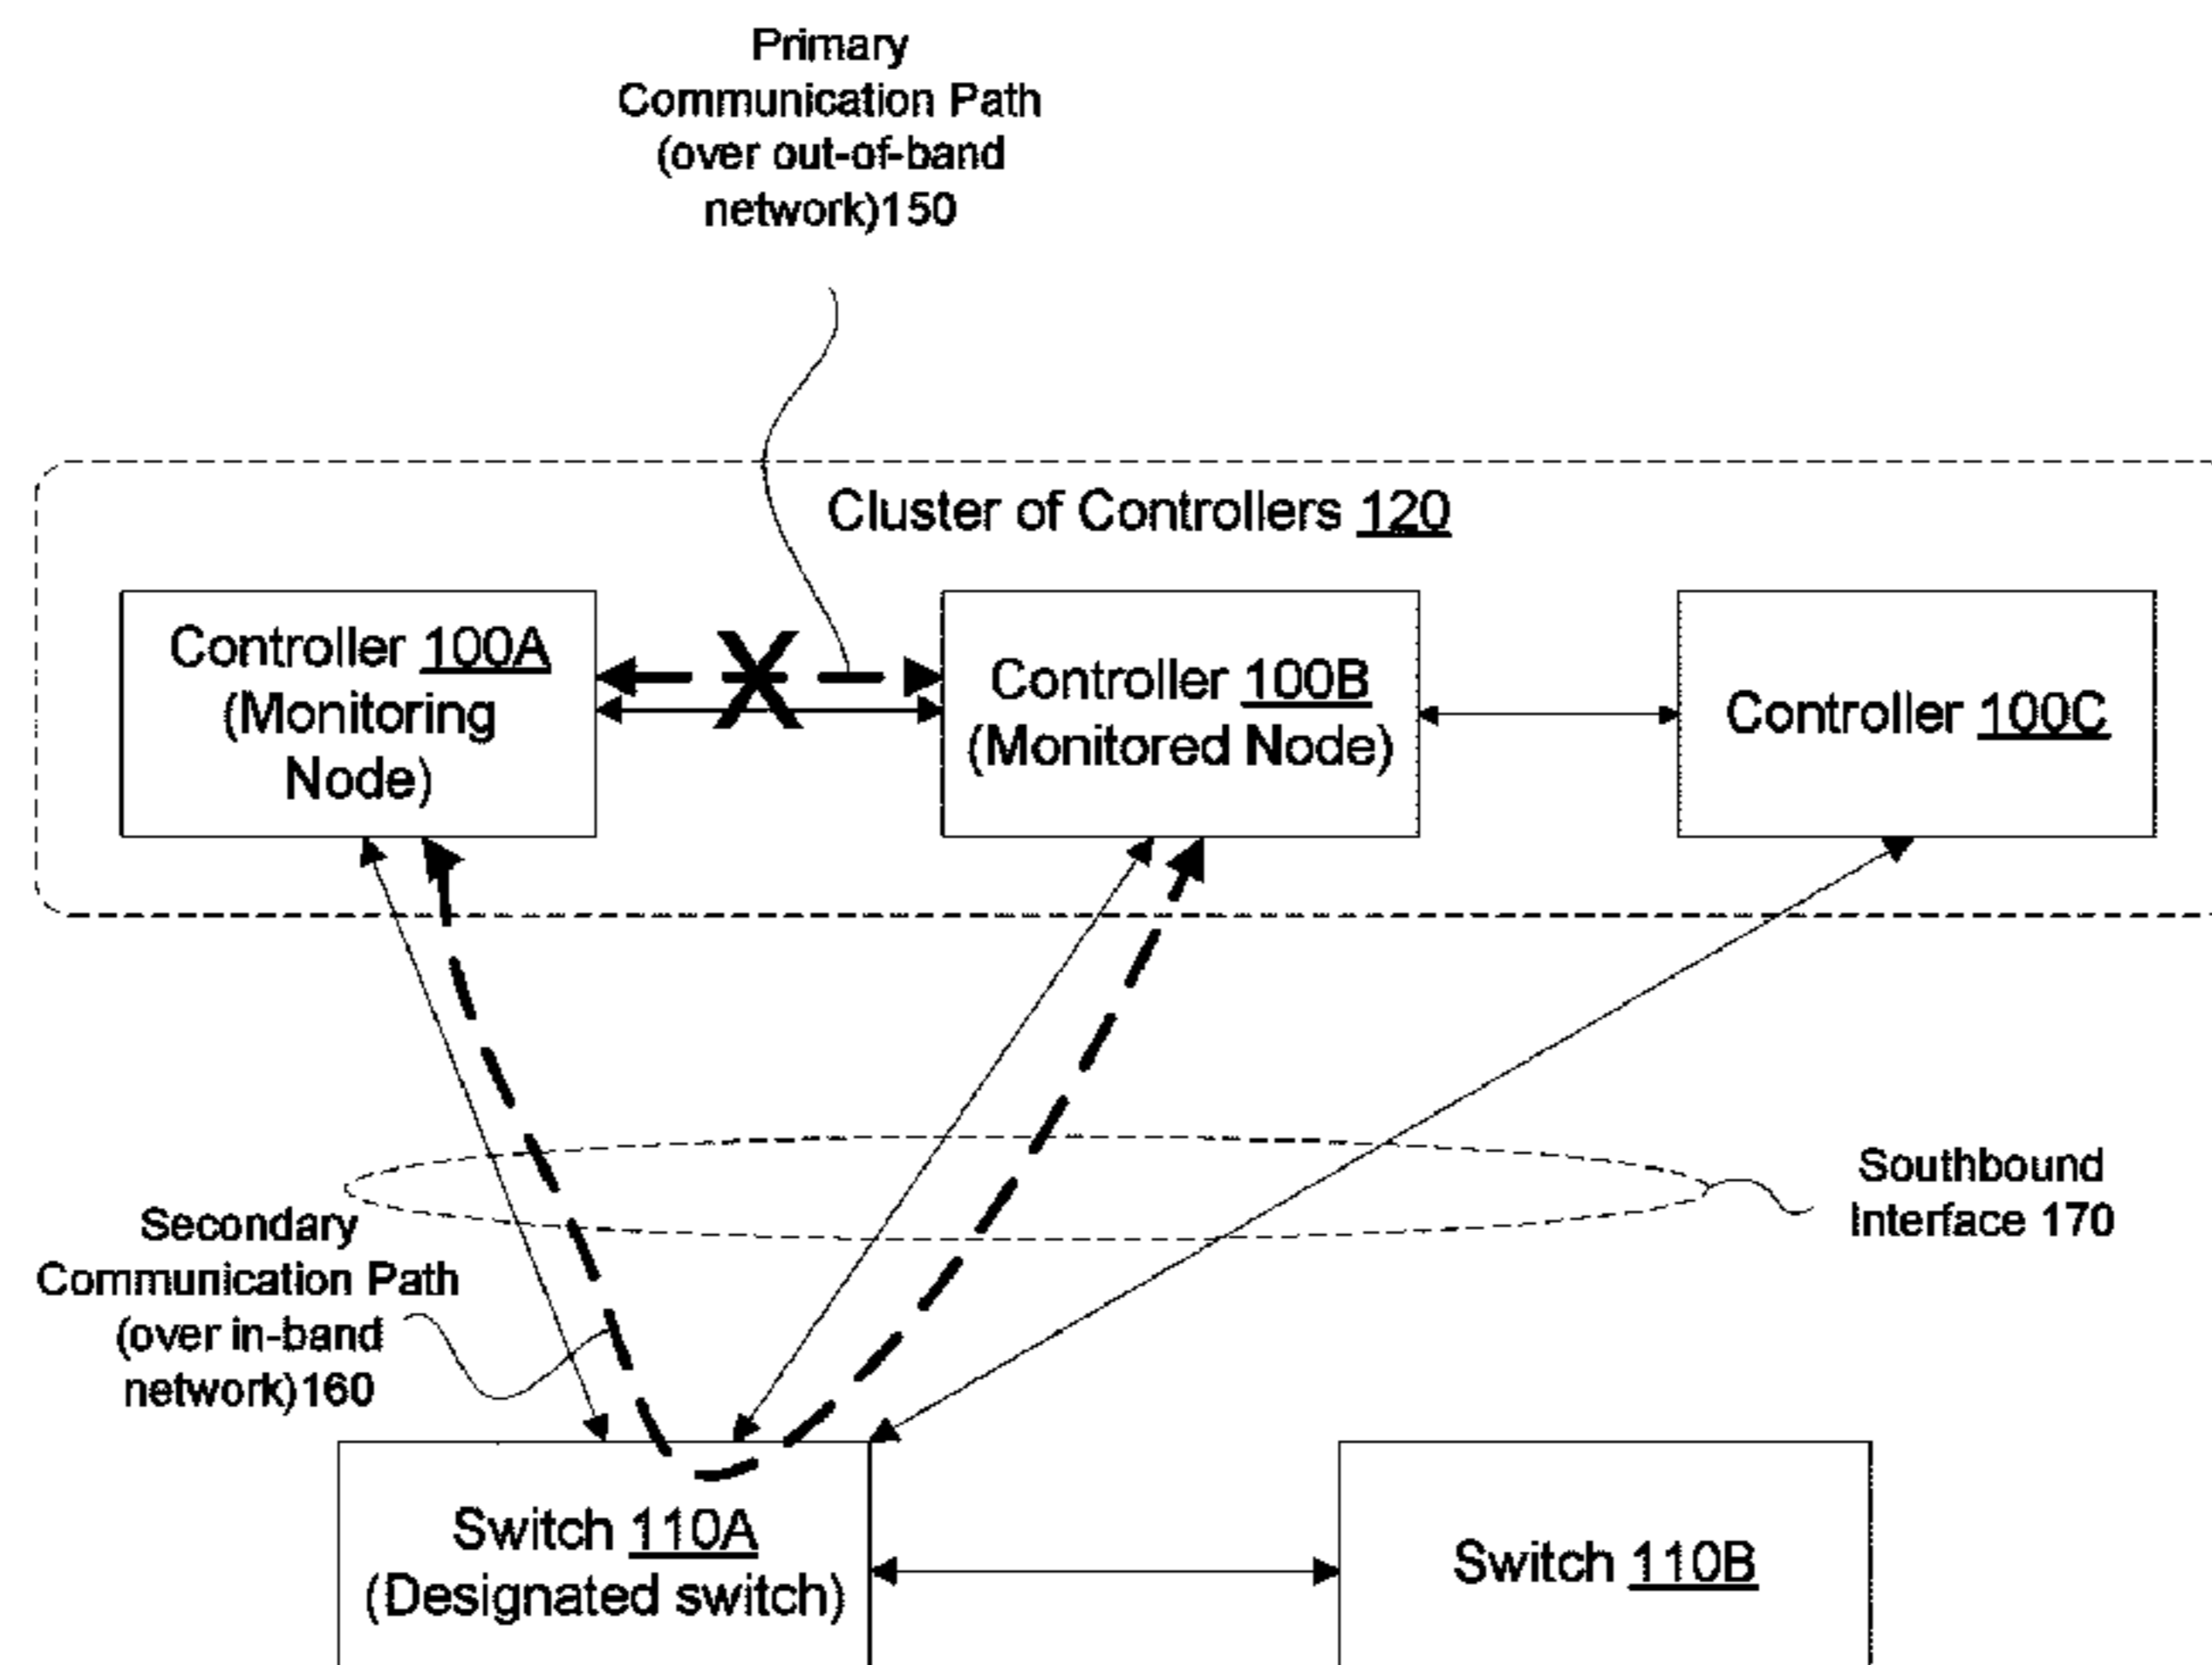 Primary
Communication Path
(over out-of-band
network)150
Cluster of Controllers 120
Controller 100A
(Monitoring
Node)
Controller 100B
(Monitored Node)
Controller 100C
X
Southbound
Interface 170
Secondary
Communication Path
(over in-band
network)160
Switch 110A
(Designated switch)
Switch 110B